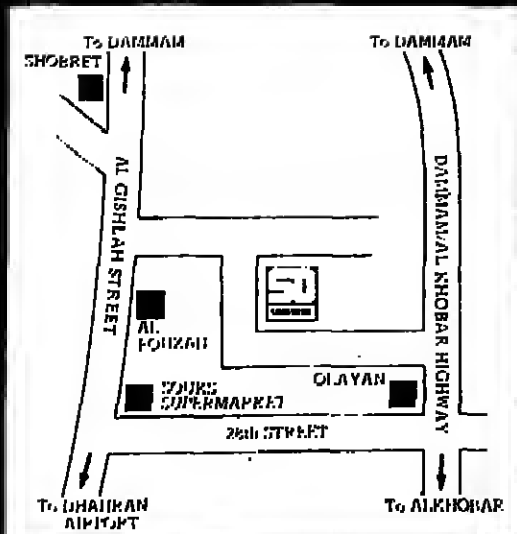 To DAMMAM
SHOBRET
To DAMMAM
AL GISHLAH STREET
DAMMAM/AL KHOBAR HIGHWAY
AL
FOUZAN
SOURS
SUPERMARKET
OLAYAN
28th STREET
To DHAHRAN
AIRPORT
To ALKHOBAR